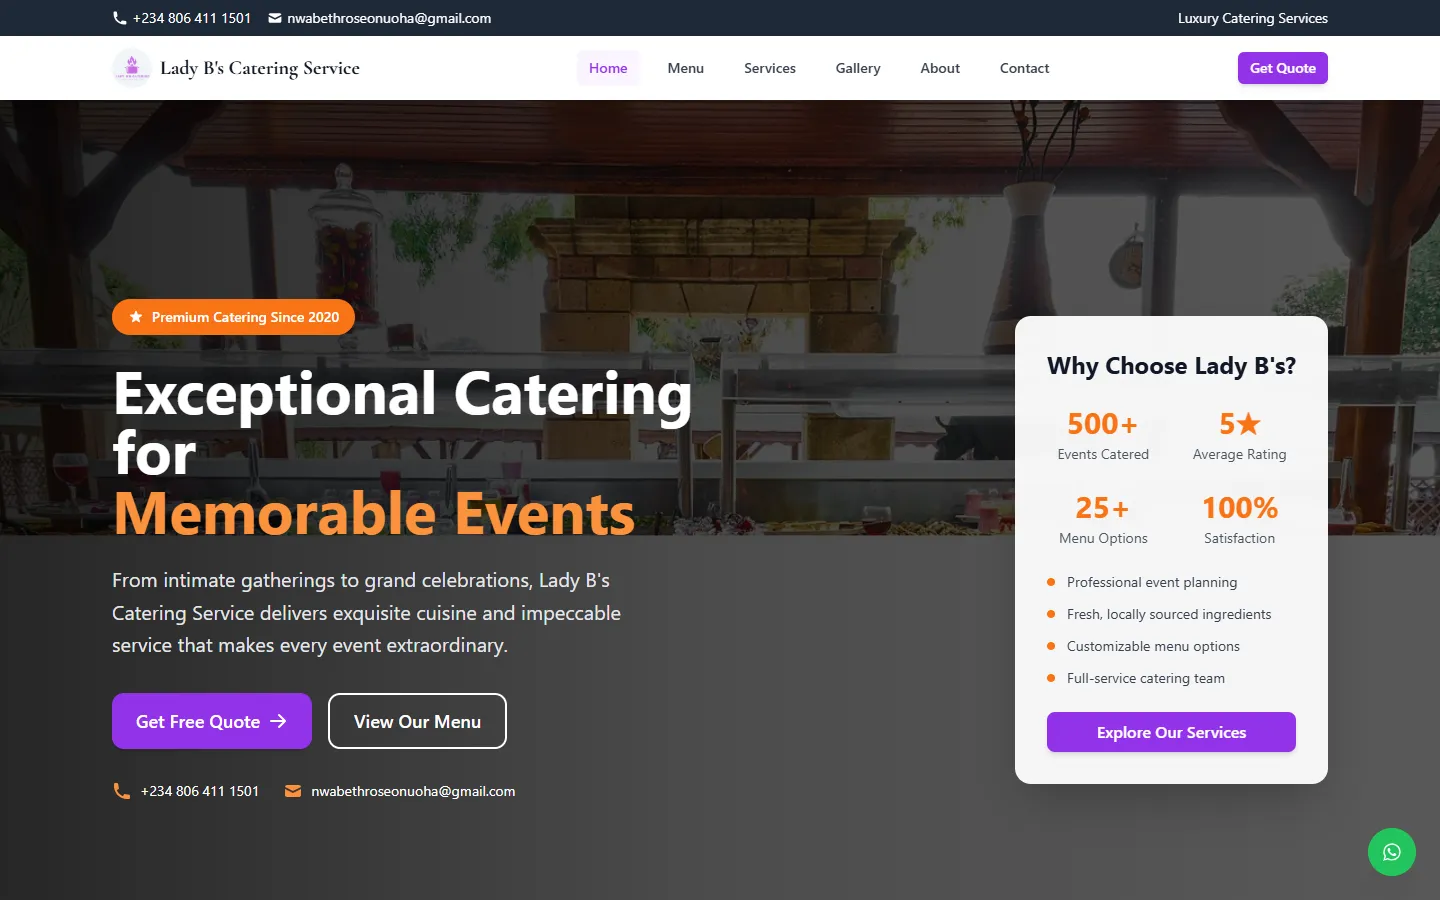 +234 806 411 1501
nwabethroseonuoha@gmail.com
Luxury Catering Services
Lady B's Catering Service
Home
Menu
Services
Gallery
About
Contact
Get Quote
Premium Catering Since 2020
Exceptional Catering
for
Memorable Events
From intimate gatherings to grand celebrations, Lady B's
Catering Service delivers exquisite cuisine and impeccable
service that makes every event extraordinary.
Get Free Quote
View Our Menu
+234 806 411 1501
nwabethroseonuoha@gmail.com
Why Choose Lady B's?
500+
Events Catered
5★
Average Rating
25+
Menu Options
100%
Satisfaction
Professional event planning
Fresh, locally sourced ingredients
Customizable menu options
Full-service catering team
Explore Our Services